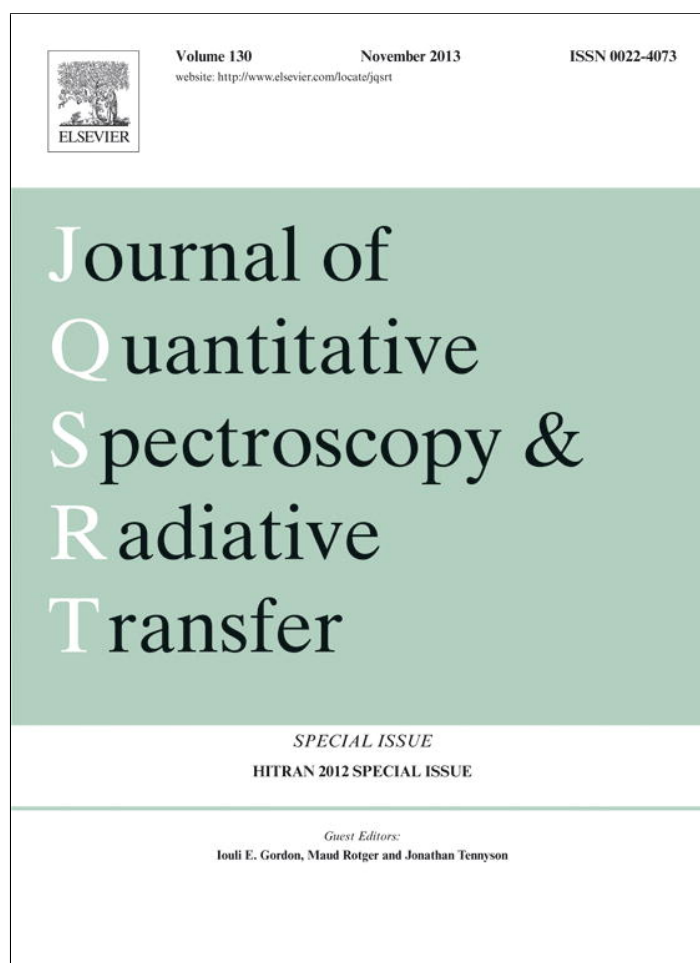 Volume 130 November 2013 ISSN 0022-4073
website: http://www.elsevier.com/locate/jqsrt
ELSEVIER
Journal of
Quantitative
Spectroscopy &
Radiative
Transfer
SPECIAL ISSUE
HITRAN 2012 SPECIAL ISSUE
Guest Editors:
Iouli E. Gordon, Maud Rotger and Jonathan Tennyson